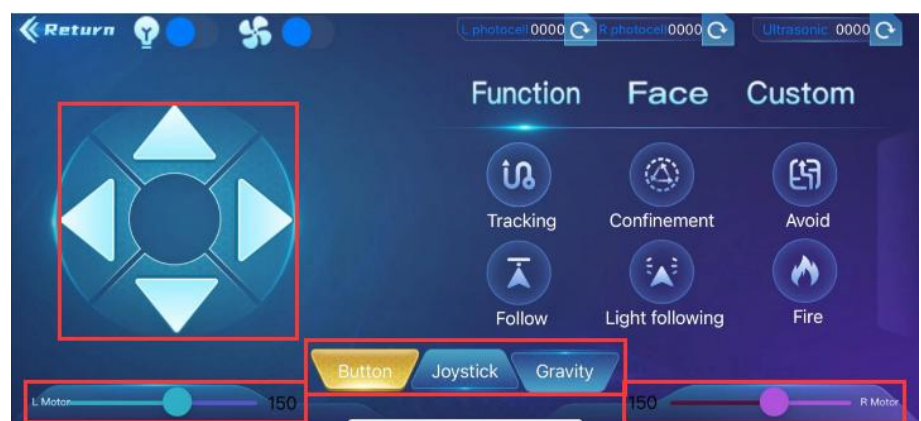 Return
L photocell 0000
R photocell 0000
Ultrasonic 0000
Function Face Custom
Tracking Confinement Avoid
Follow Light following Fire
Button Joystick Gravity
L Motor 150
150 R Motor